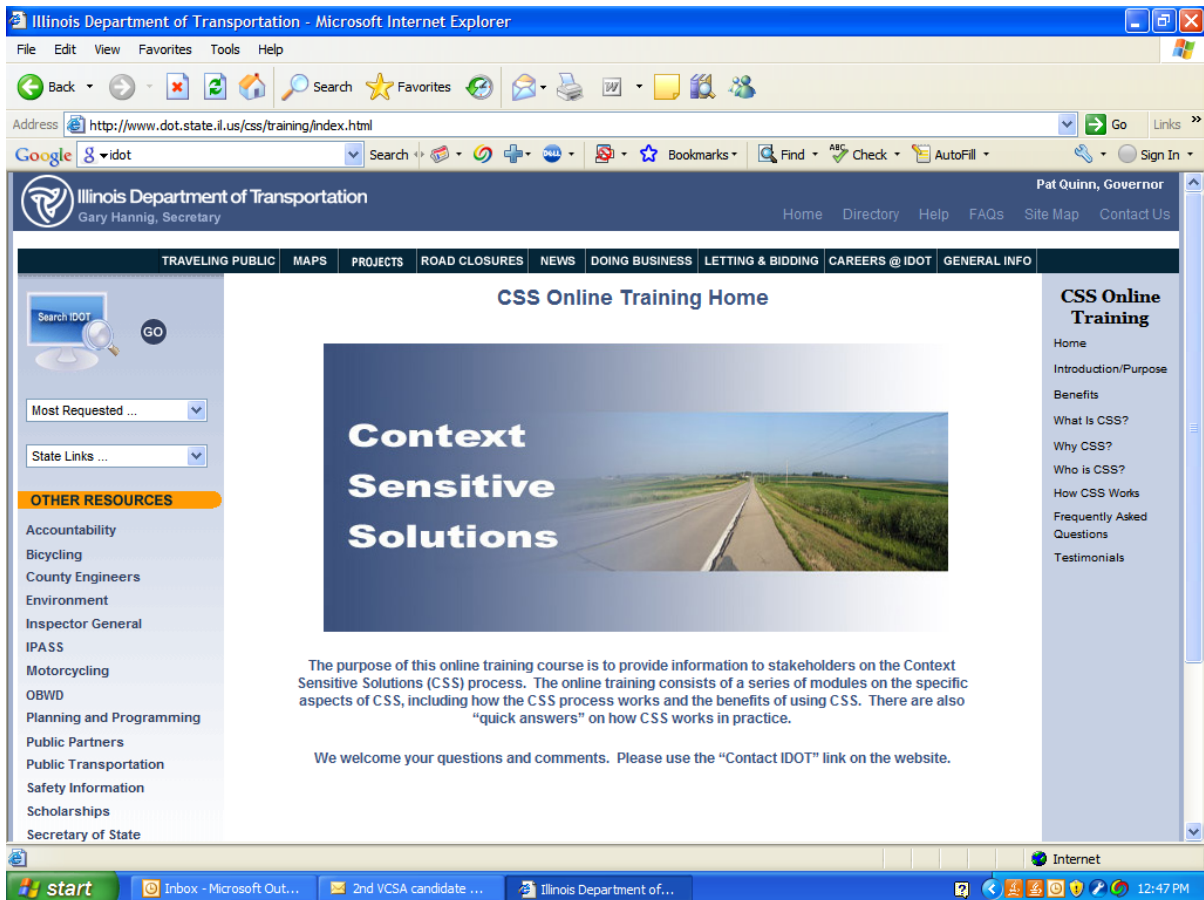 Illinois Department of Transportation - Microsoft Internet Explorer
File Edit View Favorites Tools Help
Back Search Favorites
Address http://www.dot.state.il.us/css/training/index.html Go Links »
Google idot Search Bookmarks Find Check AutoFill Sign In
Illinois Department of Transportation
Gary Hannig, Secretary
Pat Quinn, Governor
Home Directory Help FAQs Site Map Contact Us
TRAVELING PUBLIC MAPS PROJECTS ROAD CLOSURES NEWS DOING BUSINESS LETTING & BIDDING CAREERS @ IDOT GENERAL INFO
Search IDOT
GO
Most Requested ...
State Links ...
OTHER RESOURCES
Accountability
Bicycling
County Engineers
Environment
Inspector General
IPASS
Motorcycling
OBWD
Planning and Programming
Public Partners
Public Transportation
Safety Information
Scholarships
Secretary of State
CSS Online Training Home
Context
Sensitive
Solutions
The purpose of this online training course is to provide information to stakeholders on the Context
Sensitive Solutions (CSS) process. The online training consists of a series of modules on the specific
aspects of CSS, including how the CSS process works and the benefits of using CSS. There are also
“quick answers” on how CSS works in practice.
We welcome your questions and comments. Please use the “Contact IDOT” link on the website.
CSS Online
Training
Home
Introduction/Purpose
Benefits
What Is CSS?
Why CSS?
Who is CSS?
How CSS Works
Frequently Asked
Questions
Testimonials
Internet
start Inbox - Microsoft Out... 2nd VCSA candidate ... Illinois Department of... 12:47 PM